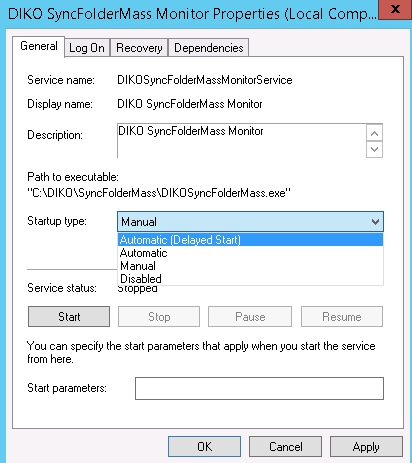 DIKO SyncFolderMass Monitor Properties (Local Comp...
X
General
Log On
Recovery
Dependencies
Service name:
DIKOSyncFolderMassMonitorService
Display name:
DIKO SyncFolderMass Monitor
Description:
DIKO SyncFolderMass Monitor
Path to executable:
"C:\DIKO\SyncFolderMass\DIKOSyncFolderMass.exe"
Startup type:
Manual
Automatic (Delayed Start)
Automatic
Manual
Disabled
Service status:
Stopped
Start
Stop
Pause
Resume
You can specify the start parameters that apply when you start the service
from here.
Start parameters:
OK
Cancel
Apply